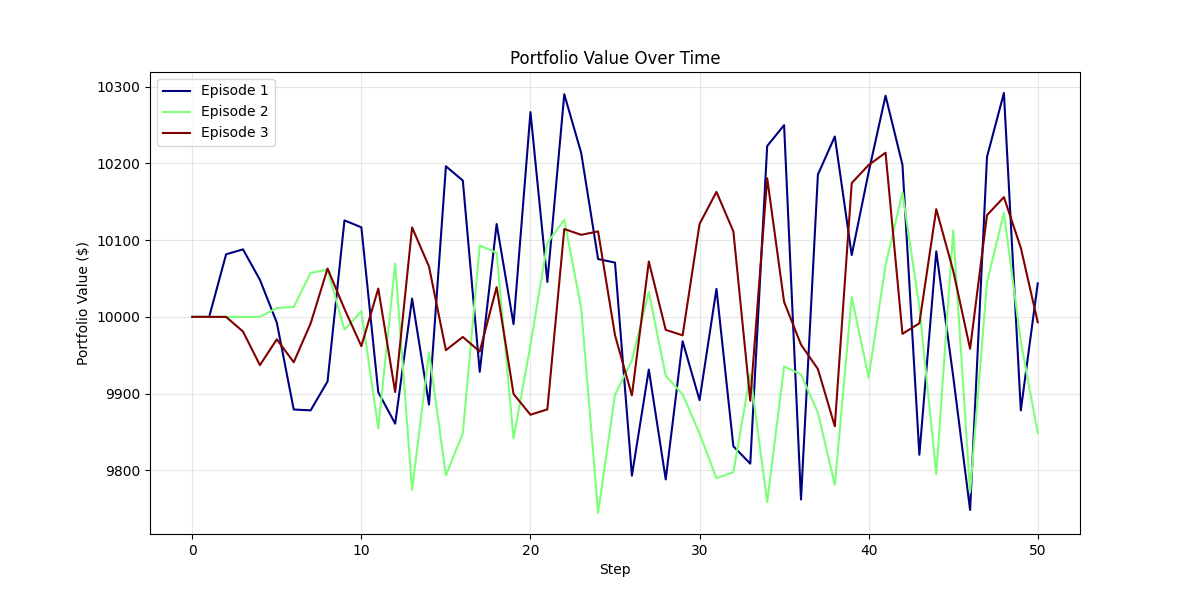 Portfolio Value Over Time
Episode 1
Episode 2
Episode 3
Portfolio Value ($)
10300
10200
10100
10000
9900
9800
0
10
20
30
40
50
Step